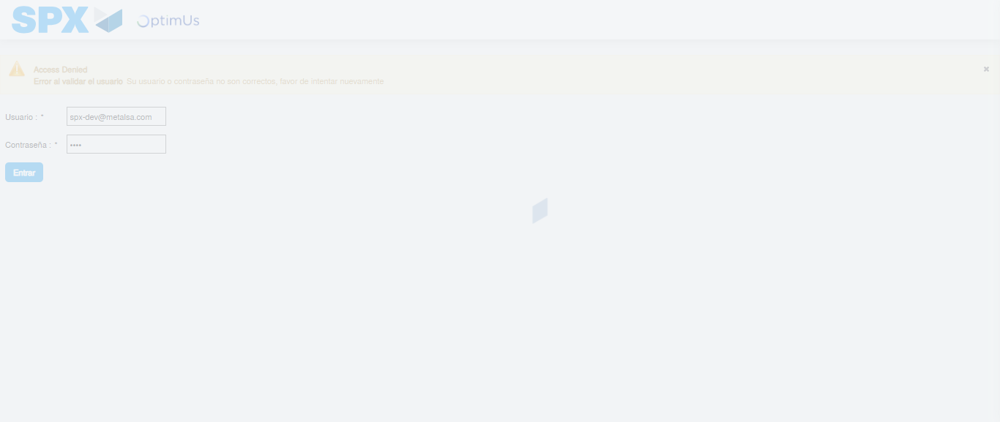 SPX OptimUs
Access Denied
Error al validar el usuario Su usuario o contraseña no son correctos, favor de intentar nuevamente
Usuario : * spx-dev@metalsa.com
Contraseña : * ••••
Entrar